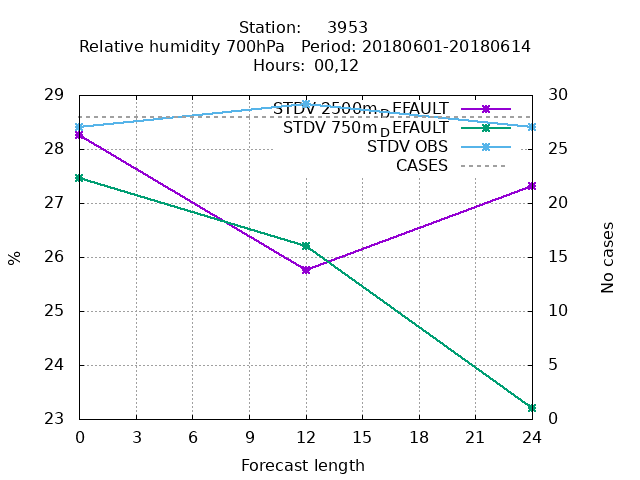 Station: 3953
Relative humidity 700hPa Period: 20180601-20180614
Hours: 00,12
29 30
STDV 2500mDEFAULT
STDV 750mDEFAULT
STDV OBS
CASES
28 25
27 20
26 15
25 10
24 5
23 0
%
No cases
0 3 6 9 12 15 18 21 24
Forecast length